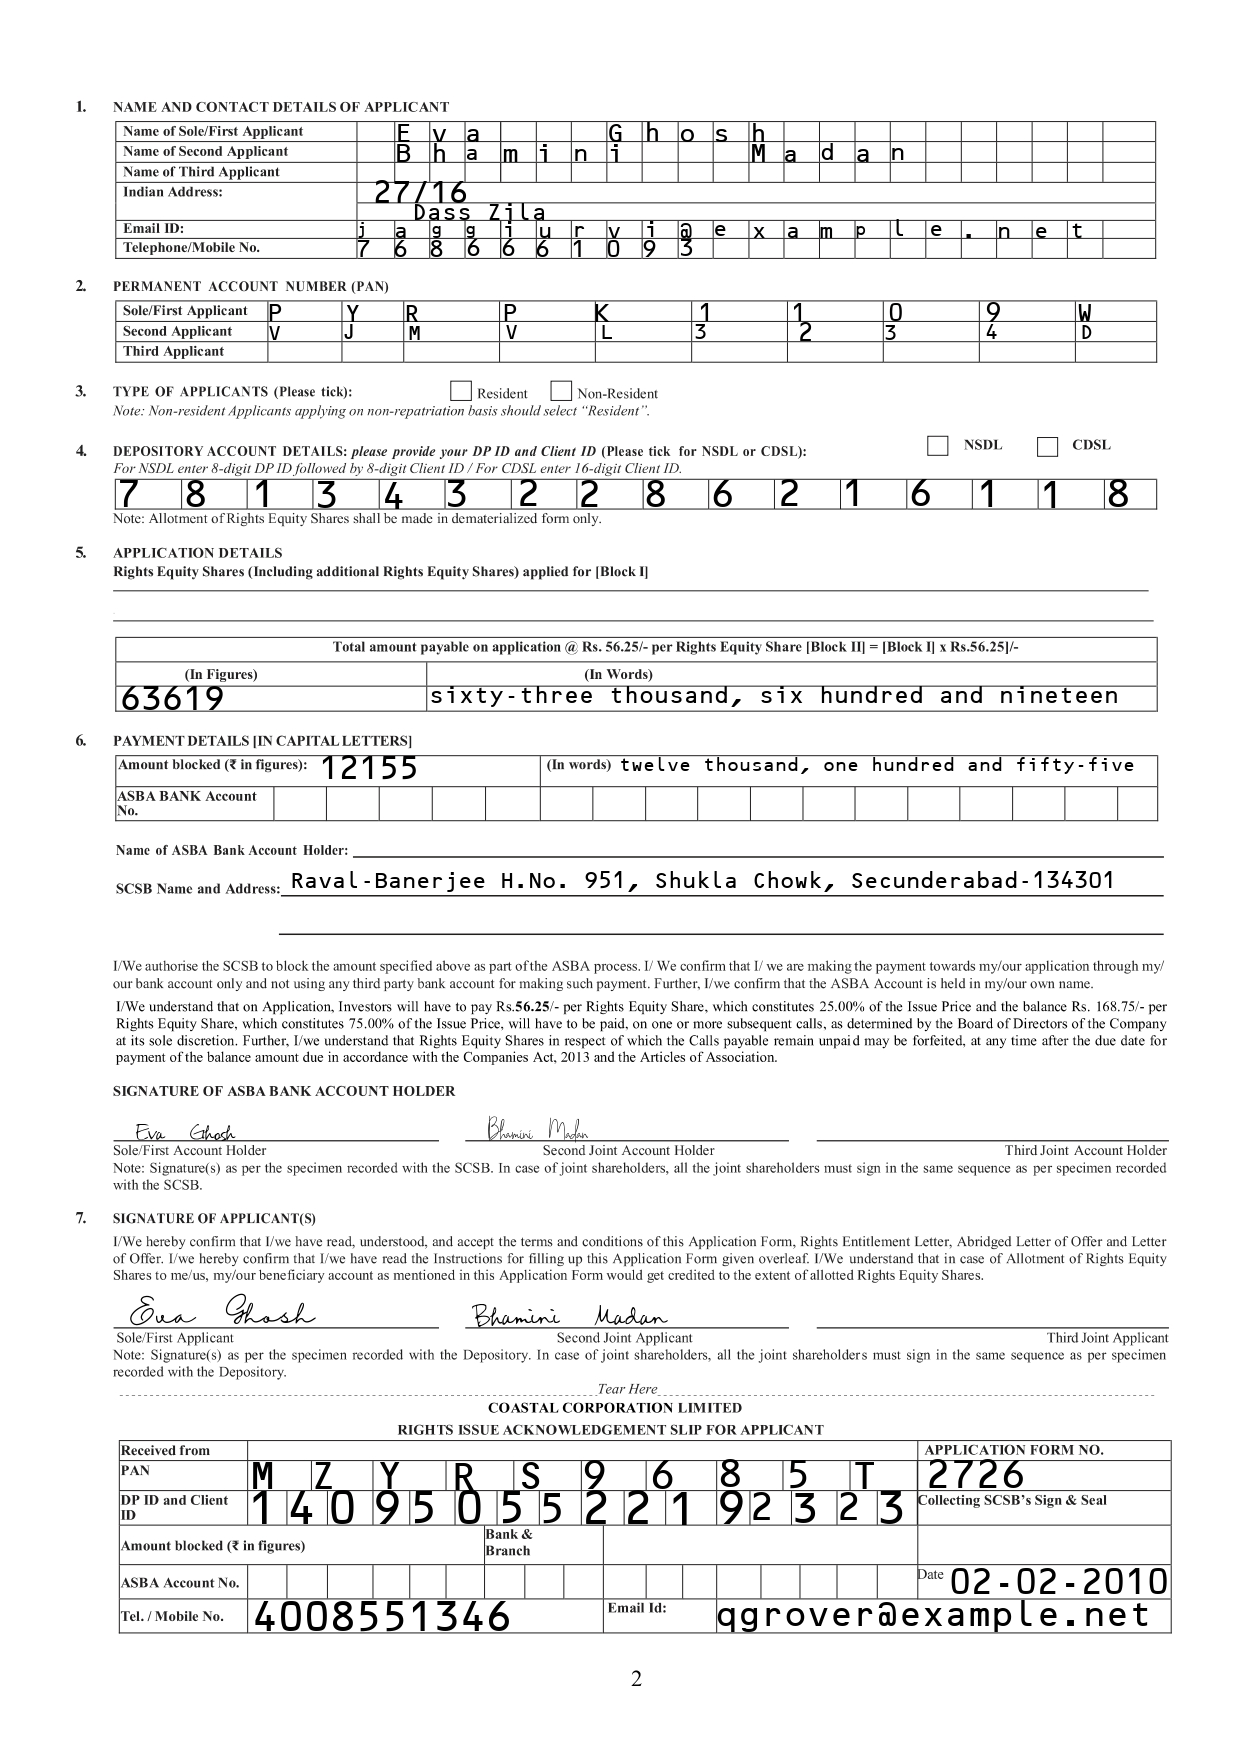 1. NAME AND CONTACT DETAILS OF APPLICANT
Name of Sole/First Applicant Eva Ghosh
Name of Second Applicant Bhamini Madan
Name of Third Applicant
Indian Address: 27/16
Dass Zila
Email ID: jaggiurvi@example.net
Telephone/Mobile No. 7686661093
2. PERMANENT ACCOUNT NUMBER (PAN)
Sole/First Applicant P Y R P K 1 1 0 9 W
Second Applicant V J M V L 3 2 3 4 D
Third Applicant
3. TYPE OF APPLICANTS (Please tick): Resident Non-Resident
Note: Non-resident Applicants applying on non-repatriation basis should select “Resident”.
4. DEPOSITORY ACCOUNT DETAILS: please provide your DP ID and Client ID (Please tick for NSDL or CDSL): NSDL CDSL
For NSDL enter 8-digit DP ID followed by 8-digit Client ID / For CDSL enter 16-digit Client ID.
7 8 1 3 4 3 2 2 8 6 2 1 6 1 1 8
Note: Allotment of Rights Equity Shares shall be made in dematerialized form only.
5. APPLICATION DETAILS
Rights Equity Shares (Including additional Rights Equity Shares) applied for [Block I]
Total amount payable on application @ Rs. 56.25/- per Rights Equity Share [Block II] = [Block I] x Rs.56.25]/-
(In Figures) (In Words)
63619 sixty-three thousand, six hundred and nineteen
6. PAYMENT DETAILS [IN CAPITAL LETTERS]
Amount blocked (₹ in figures): 12155 (In words) twelve thousand, one hundred and fifty-five
ASBA BANK Account
No.
Name of ASBA Bank Account Holder:
SCSB Name and Address: Raval-Banerjee H.No. 951, Shukla Chowk, Secunderabad-134301
I/We authorise the SCSB to block the amount specified above as part of the ASBA process. I/ We confirm that I/ we are making the payment towards my/our application through my/
our bank account only and not using any third party bank account for making such payment. Further, I/we confirm that the ASBA Account is held in my/our own name.
I/We understand that on Application, Investors will have to pay Rs.56.25/- per Rights Equity Share, which constitutes 25.00% of the Issue Price and the balance Rs. 168.75/- per
Rights Equity Share, which constitutes 75.00% of the Issue Price, will have to be paid, on one or more subsequent calls, as determined by the Board of Directors of the Company
at its sole discretion. Further, I/we understand that Rights Equity Shares in respect of which the Calls payable remain unpaid may be forfeited, at any time after the due date for
payment of the balance amount due in accordance with the Companies Act, 2013 and the Articles of Association.
SIGNATURE OF ASBA BANK ACCOUNT HOLDER
Eva Ghosh Bhamini Madan
Sole/First Account Holder Second Joint Account Holder Third Joint Account Holder
Note: Signature(s) as per the specimen recorded with the SCSB. In case of joint shareholders, all the joint shareholders must sign in the same sequence as per specimen recorded
with the SCSB.
7. SIGNATURE OF APPLICANT(S)
I/We hereby confirm that I/we have read, understood, and accept the terms and conditions of this Application Form, Rights Entitlement Letter, Abridged Letter of Offer and Letter
of Offer. I/we hereby confirm that I/we have read the Instructions for filling up this Application Form given overleaf. I/We understand that in case of Allotment of Rights Equity
Shares to me/us, my/our beneficiary account as mentioned in this Application Form would get credited to the extent of allotted Rights Equity Shares.
Eva Ghosh Bhamini Madan
Sole/First Applicant Second Joint Applicant Third Joint Applicant
Note: Signature(s) as per the specimen recorded with the Depository. In case of joint shareholders, all the joint shareholders must sign in the same sequence as per specimen
recorded with the Depository.
Tear Here
COASTAL CORPORATION LIMITED
RIGHTS ISSUE ACKNOWLEDGEMENT SLIP FOR APPLICANT
Received from APPLICATION FORM NO.
PAN M Z Y R S 9 6 8 5 T 2726
DP ID and Client
ID 1 4 0 9 5 0 5 5 2 2 1 9 2 3 2 3 Collecting SCSB’s Sign & Seal
Amount blocked (₹ in figures) Bank &
Branch
ASBA Account No. Date 02-02-2010
Tel. / Mobile No. 4008551346 Email Id: qgrover@example.net
2